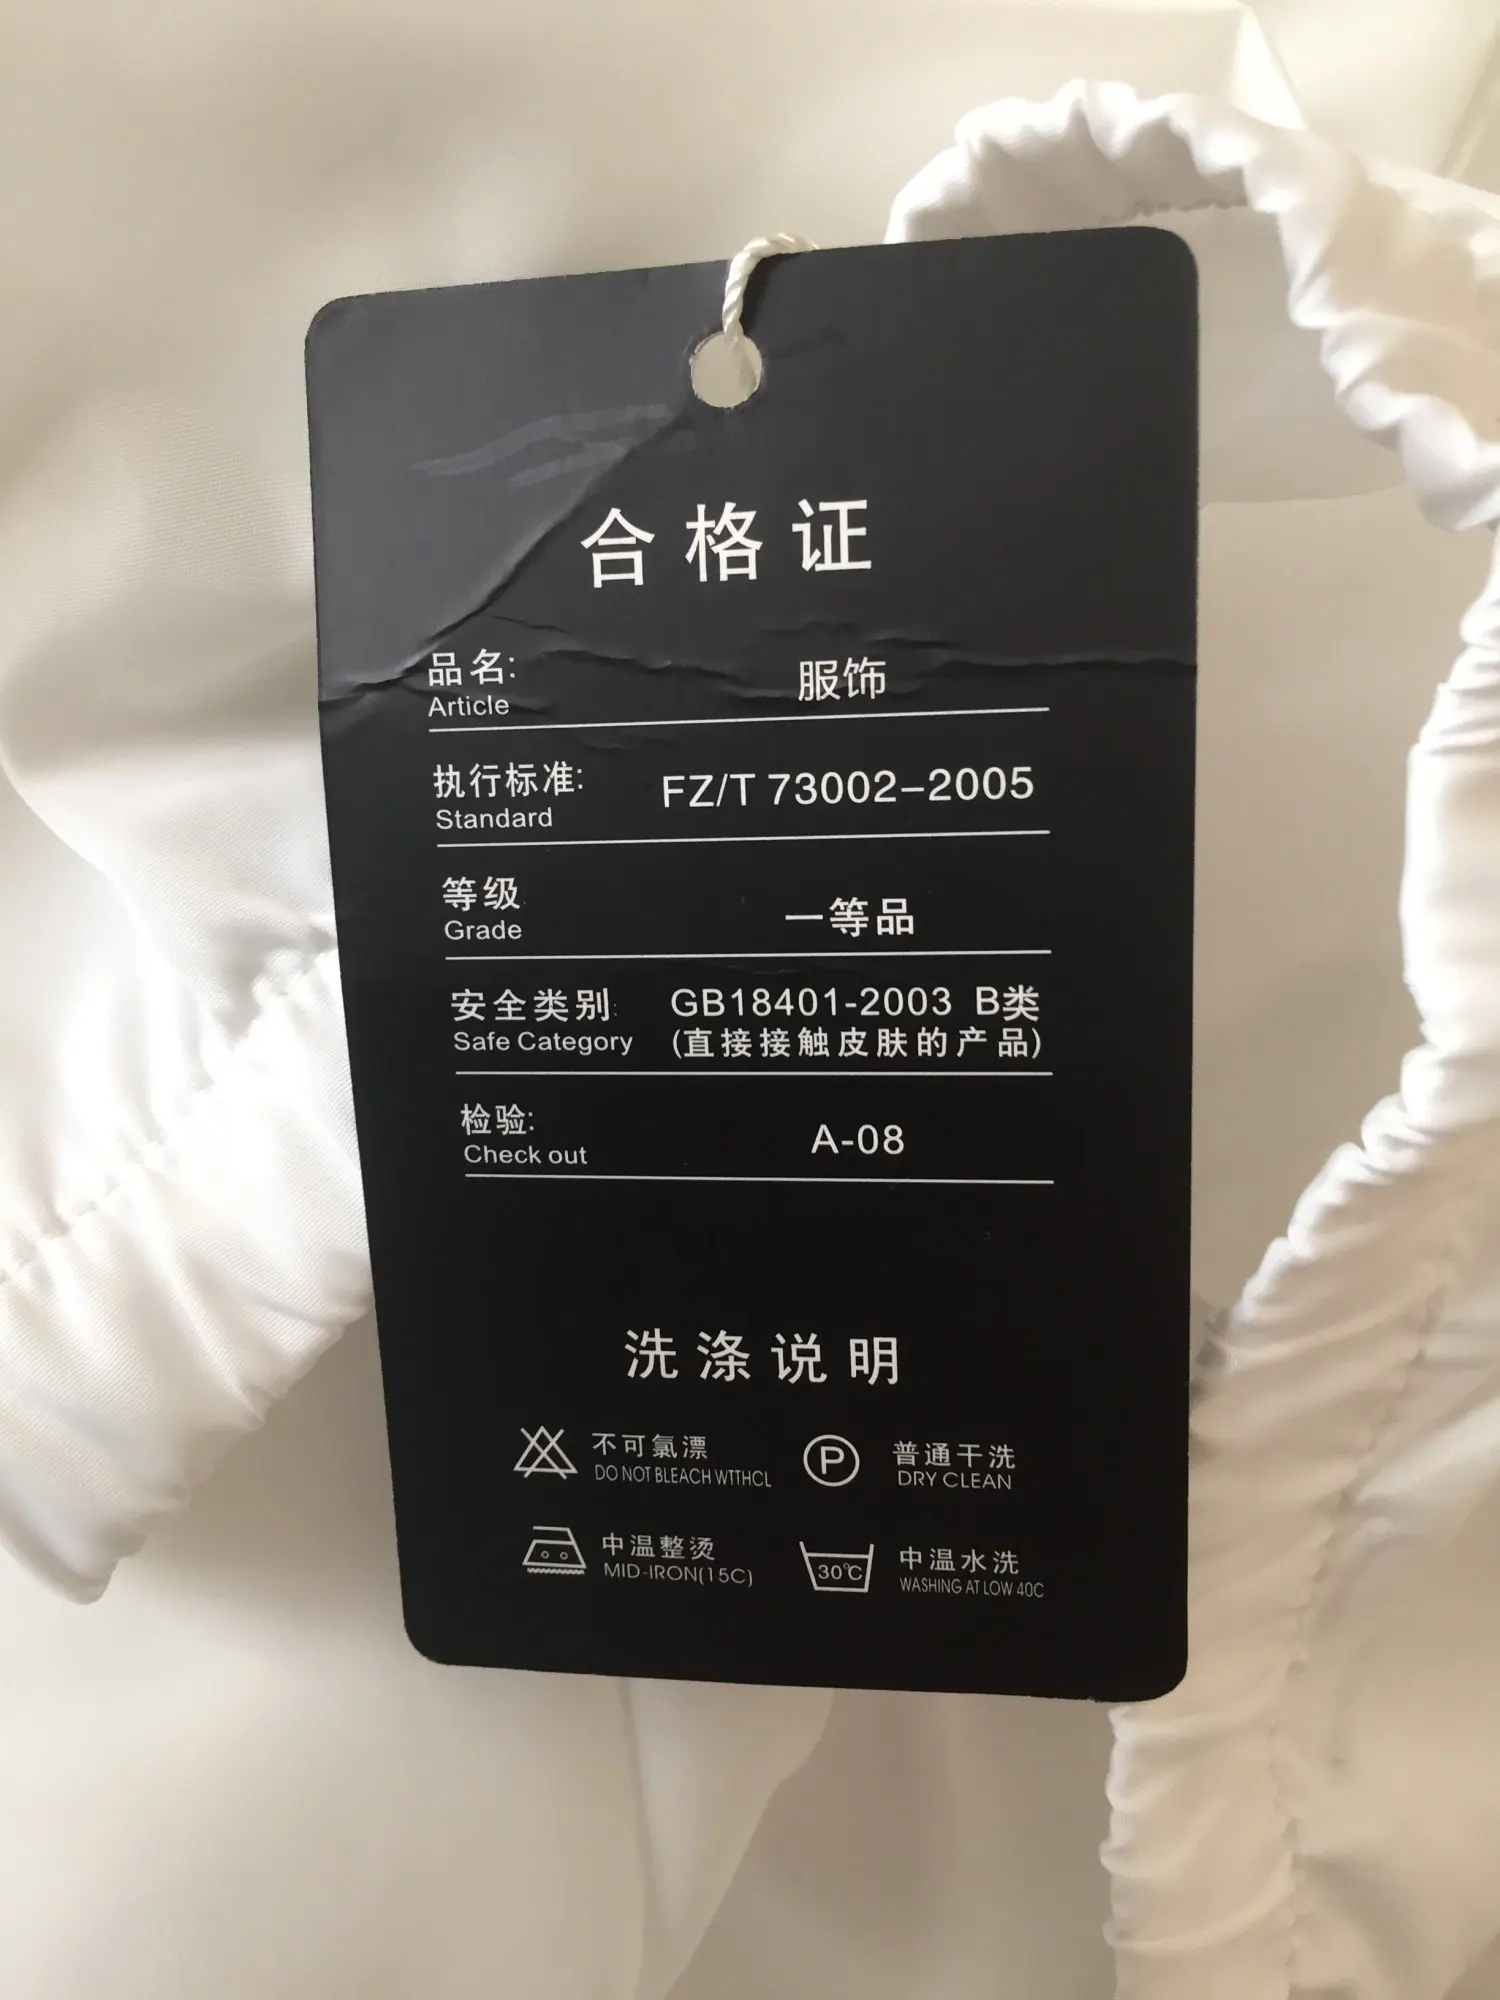 合格证
品名: 服饰
Article
执行标准: FZ/T 73002-2005
Standard
等级 一等品
Grade
安全类别: GB18401-2003 B类
Safe Category (直接接触皮肤的产品)
检验: A-08
Check out
洗涤说明
不可氯漂 P 普通干洗
DO NOT BLEACH WTTHCL DRY CLEAN
中温整烫 30℃ 中温水洗
MID-IRON(15C) WASHING AT LOW 40C